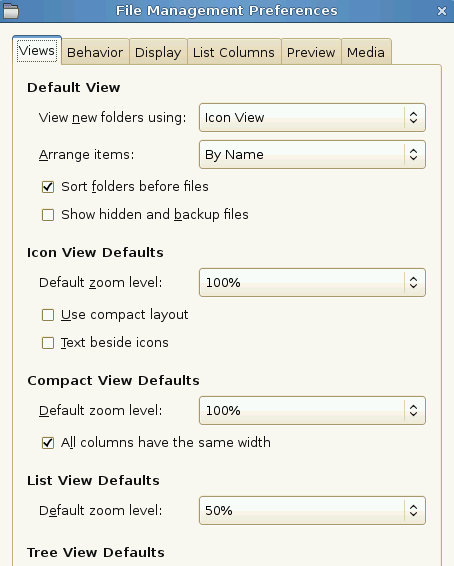 File Management Preferences
Views Behavior Display List Columns Preview Media
Default View
View new folders using: Icon View
Arrange items: By Name
Sort folders before files
Show hidden and backup files
Icon View Defaults
Default zoom level: 100%
Use compact layout
Text beside icons
Compact View Defaults
Default zoom level: 100%
All columns have the same width
List View Defaults
Default zoom level: 50%
Tree View Defaults